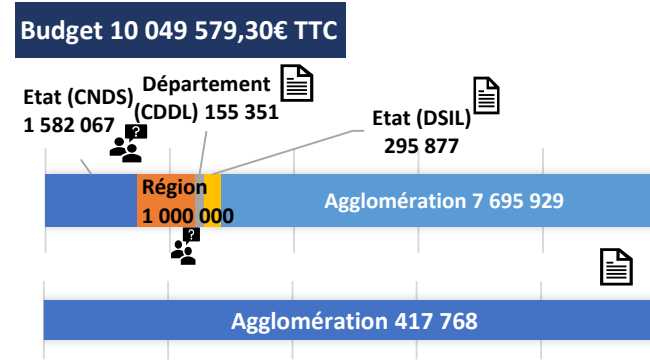 Budget 10 049 579,30€ TTC
Etat (CNDS)
1 582 067
Département
(CDDL) 155 351
Etat (DSIL)
295 877
Région
1 000 000
Agglomération 7 695 929
Agglomération 417 768